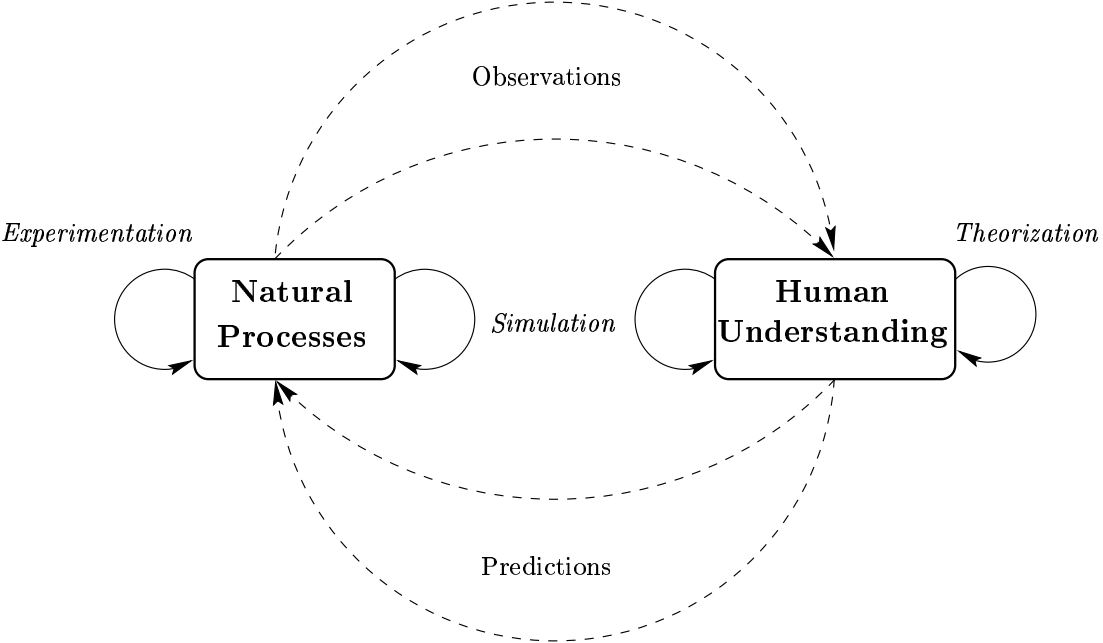 Observations
Experimentation
Theorization
Natural
Processes
Simulation
Human
Understanding
Predictions